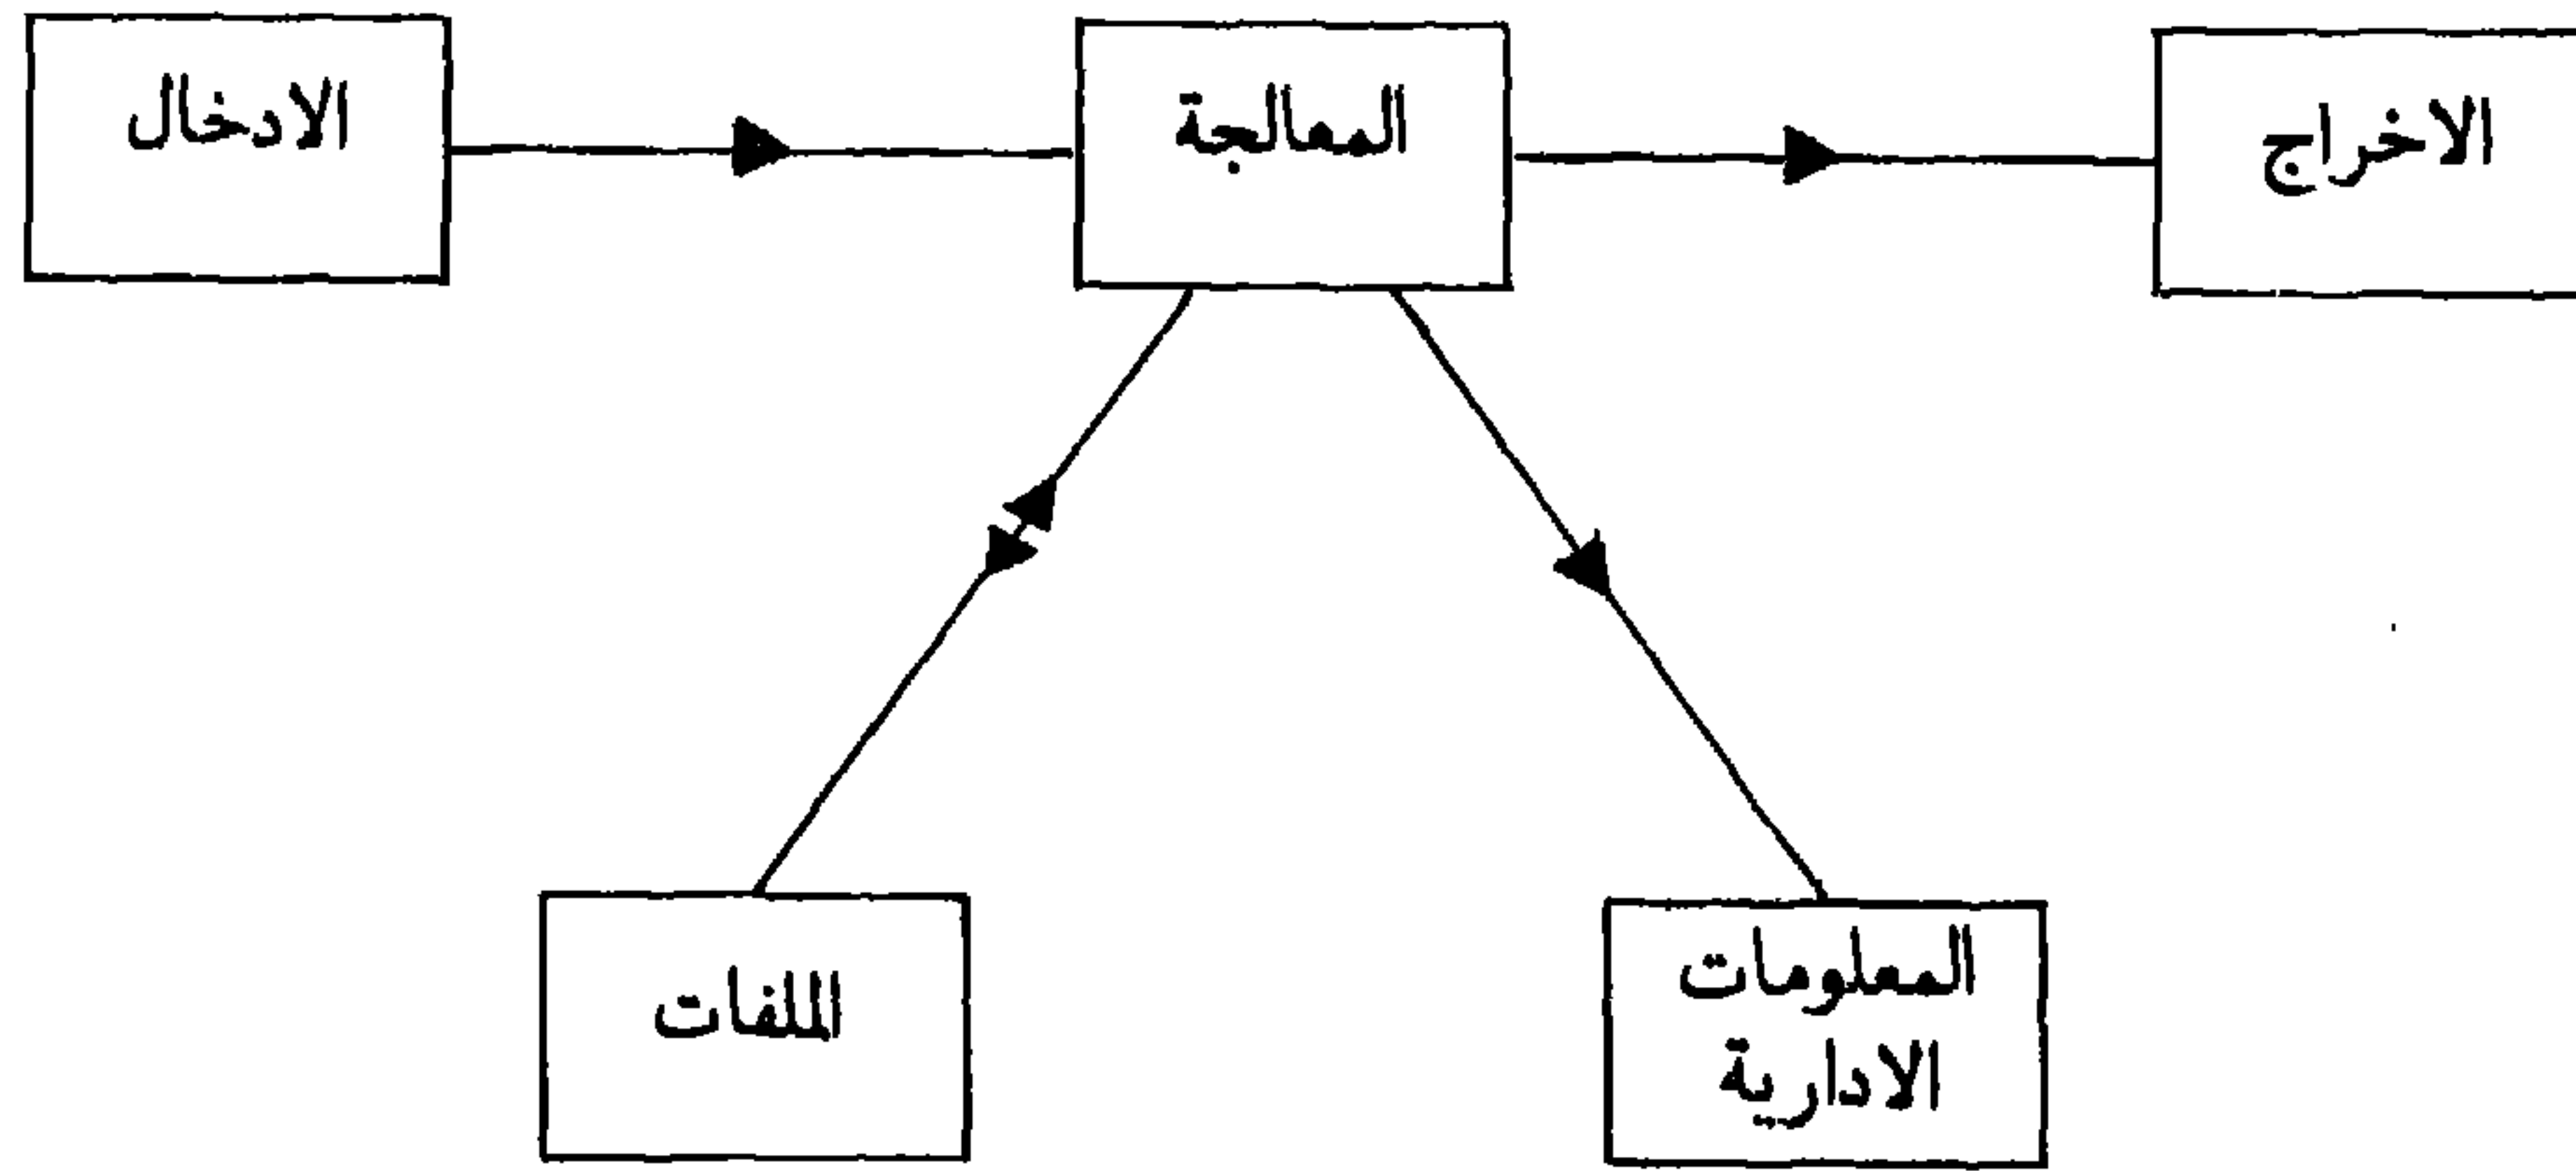 الادخال
المعالجة
الاخراج
الملفات
المعلومات
الادارية